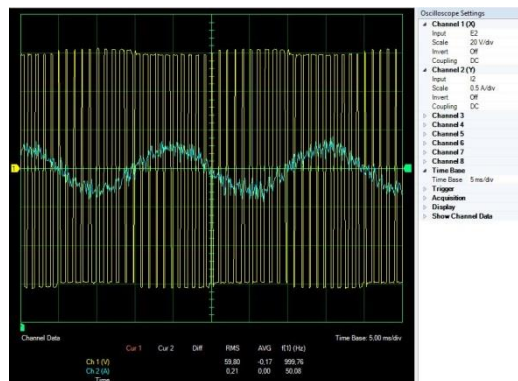 Oscilloscope Settings
Channel 1 (X)
Input E2
Scale 20 V/div
Invert Off
Coupling DC
Channel 2 (Y)
Input I2
Scale 0.5 A/div
Invert Off
Coupling DC
Channel 3
Channel 4
Channel 5
Channel 6
Channel 7
Channel 8
Time Base
Time Base 5 ms/div
Trigger
Acquisition
Display
Show Channel Data
Channel Data Time Base: 5.00 ms/div
Cur 1 Cur 2 Diff RMS AVG f(1) (Hz)
Ch 1 (V) 59,80 -0,17 999,76
Ch 2 (A) 0,21 0,00 50,08
Time